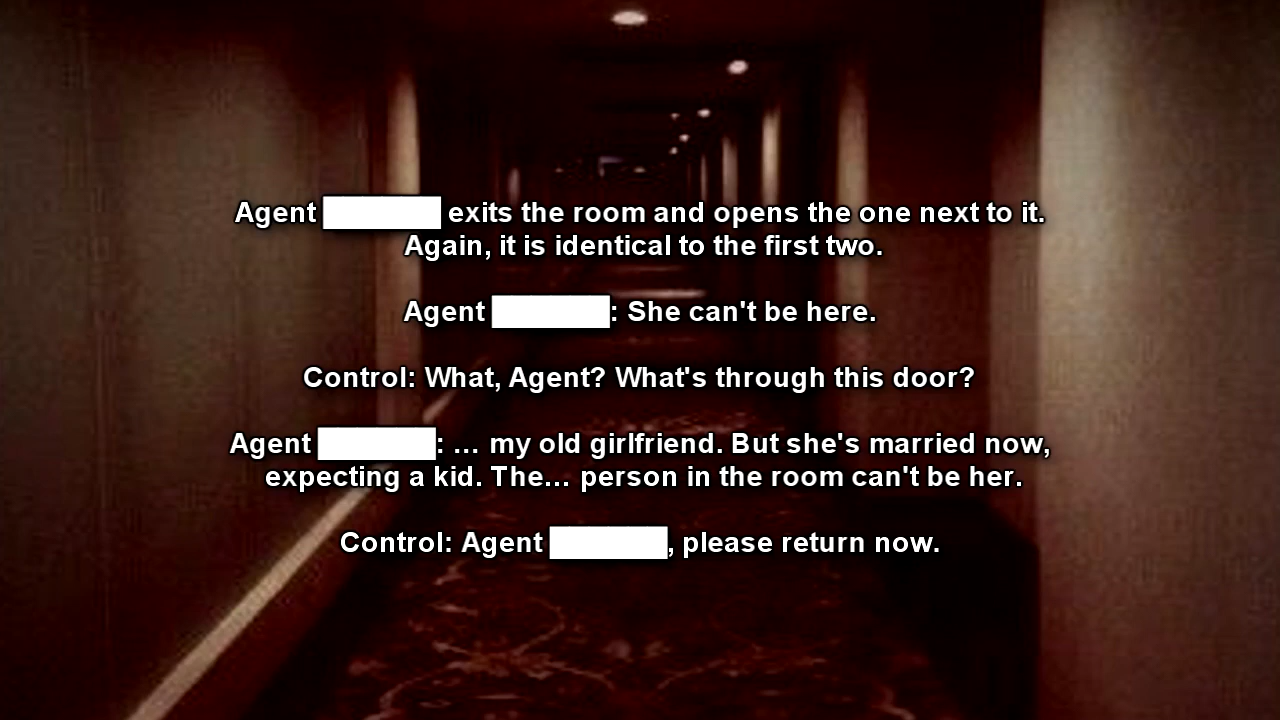 Agent ███████ exits the room and opens the one next to it.
Again, it is identical to the first two.
Agent ███████: She can't be here.
Control: What, Agent? What's through this door?
Agent ███████: … my old girlfriend. But she's married now,
expecting a kid. The… person in the room can't be her.
Control: Agent ███████, please return now.